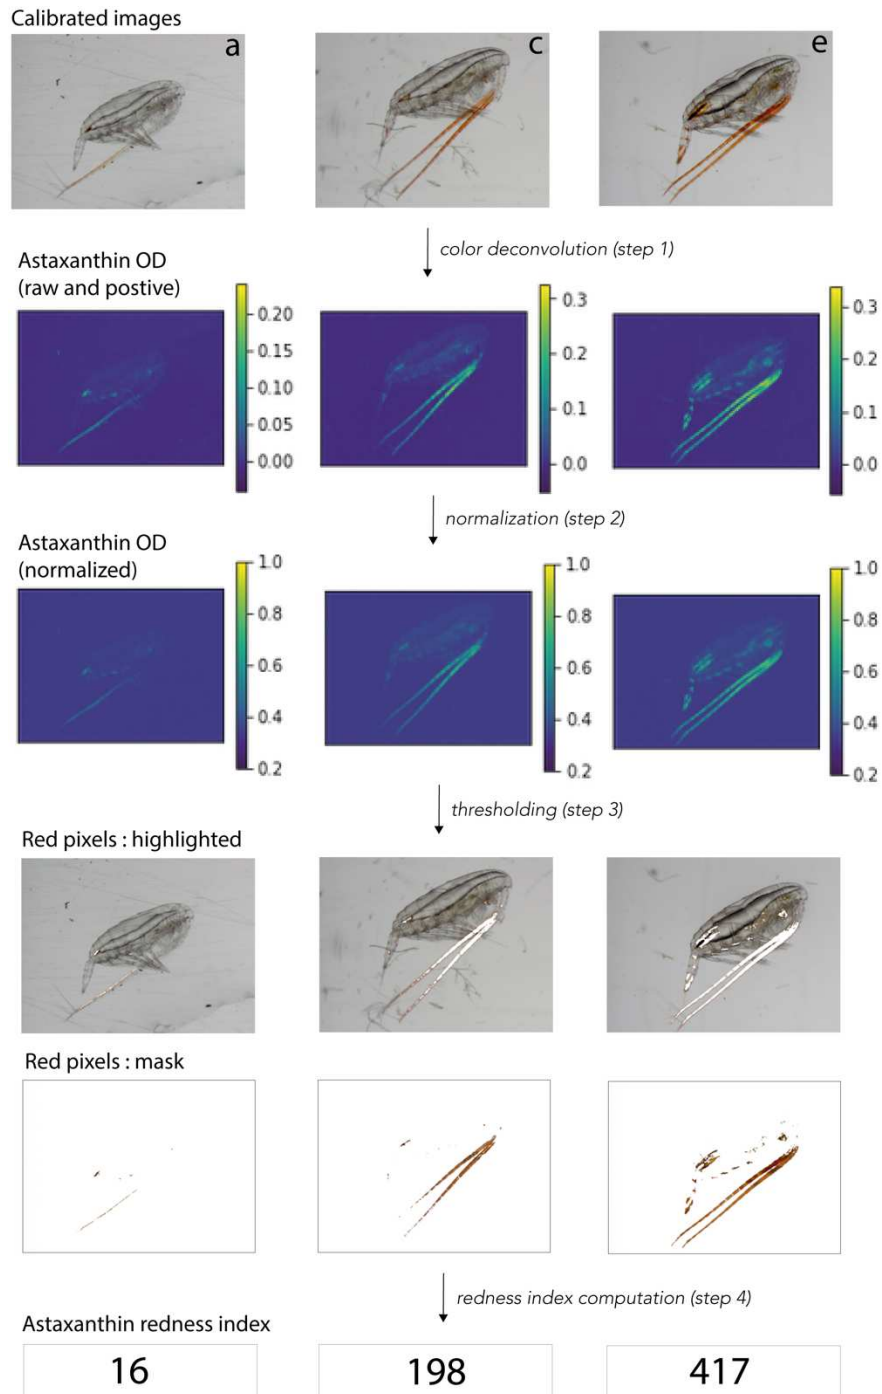 Calibrated images
a
c
e
color deconvolution (step 1)
Astaxanthin OD
(raw and postive)
0.20
0.15
0.10
0.05
0.00
0.3
0.2
0.1
0.0
0.3
0.2
0.1
0.0
normalization (step 2)
Astaxanthin OD
(normalized)
1.0
0.8
0.6
0.4
0.2
1.0
0.8
0.6
0.4
0.2
1.0
0.8
0.6
0.4
0.2
thresholding (step 3)
Red pixels : highlighted
Red pixels : mask
redness index computation (step 4)
Astaxanthin redness index
16
198
417